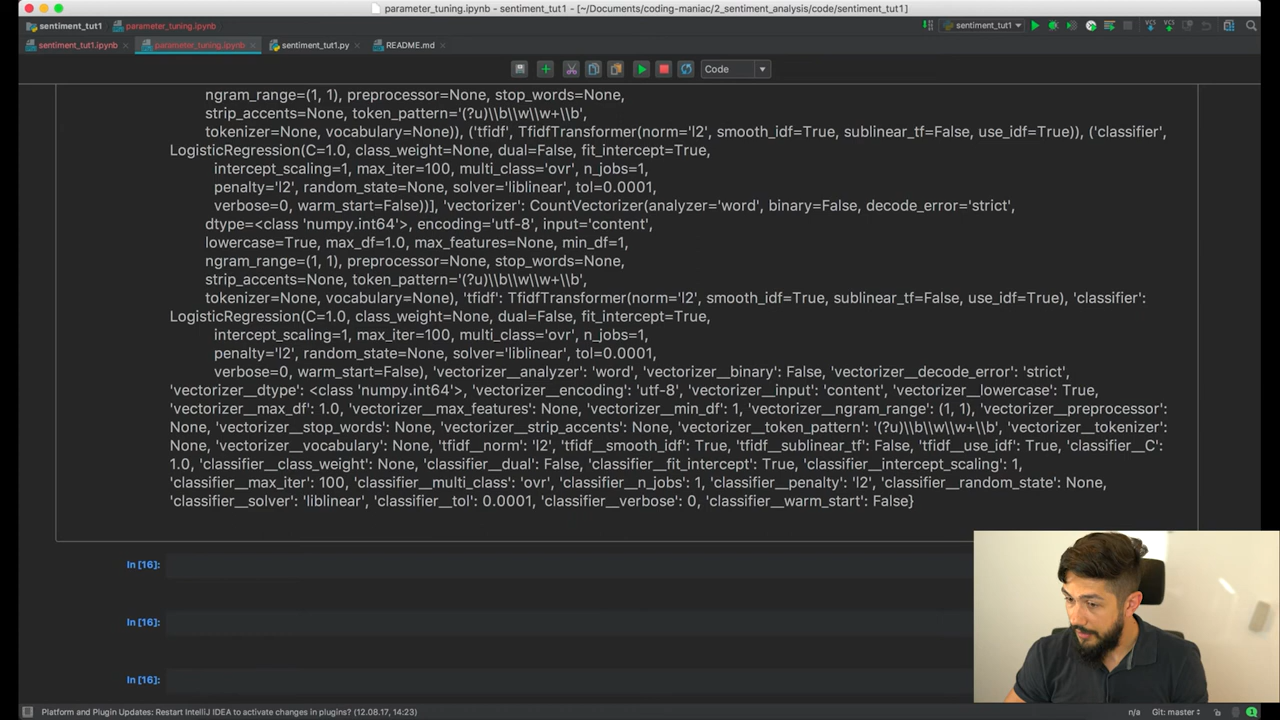 parameter_tuning.ipynb - sentiment_tut1 - [~/Documents/coding-maniac/2_sentiment_analysis/code/sentiment_tut1]
sentiment_tut1 parameter_tuning.ipynb sentiment_tut1
sentiment_tut1.ipynb parameter_tuning.ipynb sentiment_tut1.py README.md
Code
ngram_range=(1, 1), preprocessor=None, stop_words=None,
strip_accents=None, token_pattern='(?u)\\b\\w\\w+\\b',
tokenizer=None, vocabulary=None)), ('tfidf', TfidfTransformer(norm='l2', smooth_idf=True, sublinear_tf=False, use_idf=True)), ('classifier',
LogisticRegression(C=1.0, class_weight=None, dual=False, fit_intercept=True,
intercept_scaling=1, max_iter=100, multi_class='ovr', n_jobs=1,
penalty='l2', random_state=None, solver='liblinear', tol=0.0001,
verbose=0, warm_start=False))], 'vectorizer': CountVectorizer(analyzer='word', binary=False, decode_error='strict',
dtype=<class 'numpy.int64'>, encoding='utf-8', input='content',
lowercase=True, max_df=1.0, max_features=None, min_df=1,
ngram_range=(1, 1), preprocessor=None, stop_words=None,
strip_accents=None, token_pattern='(?u)\\b\\w\\w+\\b',
tokenizer=None, vocabulary=None), 'tfidf': TfidfTransformer(norm='l2', smooth_idf=True, sublinear_tf=False, use_idf=True), 'classifier':
LogisticRegression(C=1.0, class_weight=None, dual=False, fit_intercept=True,
intercept_scaling=1, max_iter=100, multi_class='ovr', n_jobs=1,
penalty='l2', random_state=None, solver='liblinear', tol=0.0001,
verbose=0, warm_start=False), 'vectorizer__analyzer': 'word', 'vectorizer__binary': False, 'vectorizer__decode_error': 'strict',
'vectorizer__dtype': <class 'numpy.int64'>, 'vectorizer__encoding': 'utf-8', 'vectorizer__input': 'content', 'vectorizer__lowercase': True,
'vectorizer__max_df': 1.0, 'vectorizer__max_features': None, 'vectorizer__min_df': 1, 'vectorizer__ngram_range': (1, 1), 'vectorizer__preprocessor':
None, 'vectorizer__stop_words': None, 'vectorizer__strip_accents': None, 'vectorizer__token_pattern': '(?u)\\b\\w\\w+\\b', 'vectorizer__tokenizer':
None, 'vectorizer__vocabulary': None, 'tfidf__norm': 'l2', 'tfidf__smooth_idf': True, 'tfidf__sublinear_tf': False, 'tfidf__use_idf': True, 'classifier__C':
1.0, 'classifier__class_weight': None, 'classifier__dual': False, 'classifier__fit_intercept': True, 'classifier__intercept_scaling': 1,
'classifier__max_iter': 100, 'classifier__multi_class': 'ovr', 'classifier__n_jobs': 1, 'classifier__penalty': 'l2', 'classifier__random_state': None,
'classifier__solver': 'liblinear', 'classifier__tol': 0.0001, 'classifier__verbose': 0, 'classifier__warm_start': False}
In [16]:
In [16]:
In [16]:
Platform and Plugin Updates: Restart IntelliJ IDEA to activate changes in plugins? (12.08.17, 14:23) n/a Git: master 1